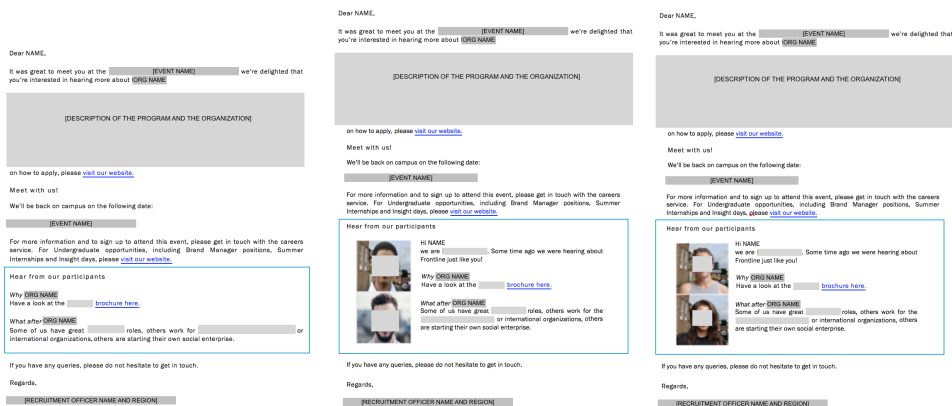 Dear NAME,
It was great to meet you at the [EVENT NAME] we're delighted that
you're interested in hearing more about ORG NAME
[DESCRIPTION OF THE PROGRAM AND THE ORGANIZATION]
on how to apply, please visit our website.
Meet with us!
We'll be back on campus on the following date:
[EVENT NAME]
For more information and to sign up to attend this event, please get in touch with the careers
service. For Undergraduate opportunities, including Brand Manager positions, Summer
Internships and Insight days, please visit our website.
Hear from our participants
Why ORG NAME
Have a look at the brochure here.
What after ORG NAME
Some of us have great roles, others work for or
international organizations, others are starting their own social enterprise.
If you have any queries, please do not hesitate to get in touch.
Regards,
[RECRUITMENT OFFICER NAME AND REGION]
Dear NAME,
It was great to meet you at the [EVENT NAME] we're delighted that
you're interested in hearing more about ORG NAME
[DESCRIPTION OF THE PROGRAM AND THE ORGANIZATION]
on how to apply, please visit our website.
Meet with us!
We'll be back on campus on the following date:
[EVENT NAME]
For more information and to sign up to attend this event, please get in touch with the careers
service. For Undergraduate opportunities, including Brand Manager positions, Summer
Internships and Insight days, please visit our website.
Hear from our participants
Hi NAME
we are . Some time ago we were hearing about
Frontline just like you!
Why ORG NAME
Have a look at the brochure here.
What after ORG NAME
Some of us have great roles, others work for the
or international organizations, others
are starting their own social enterprise.
If you have any queries, please do not hesitate to get in touch.
Regards,
[RECRUITMENT OFFICER NAME AND REGION]
Dear NAME,
It was great to meet you at the [EVENT NAME] we're delighted that
you're interested in hearing more about ORG NAME
[DESCRIPTION OF THE PROGRAM AND THE ORGANIZATION]
on how to apply, please visit our website.
Meet with us!
We'll be back on campus on the following date:
[EVENT NAME]
For more information and to sign up to attend this event, please get in touch with the careers
service. For Undergraduate opportunities, including Brand Manager positions, Summer
Internships and Insight days, please visit our website.
Hear from our participants
Hi NAME
we are . Some time ago we were hearing about
Frontline just like you!
Why ORG NAME
Have a look at the brochure here.
What after ORG NAME
Some of us have great roles, others work for the
or international organizations, others
are starting their own social enterprise.
If you have any queries, please do not hesitate to get in touch.
Regards,
[RECRUITMENT OFFICER NAME AND REGION]